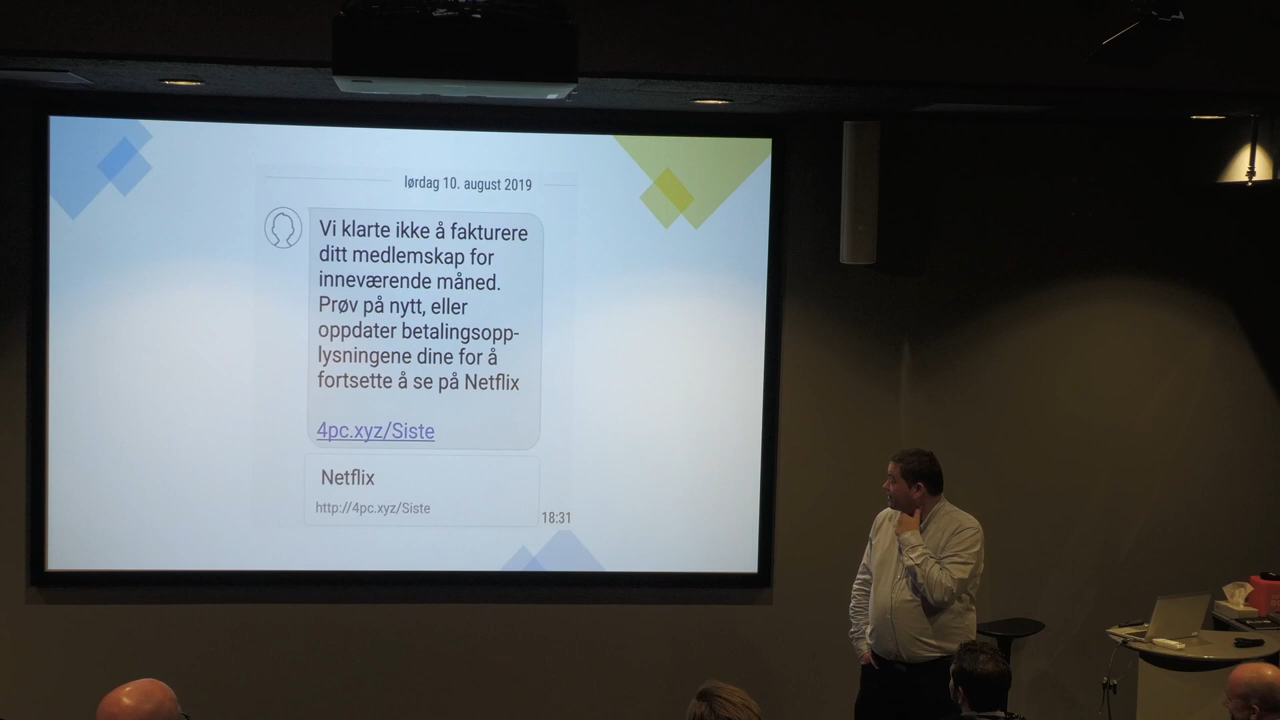 lørdag 10. august 2019
Vi klarte ikke å fakturere
ditt medlemskap for
inneværende måned.
Prøv på nytt, eller
oppdater betalingsopp-
lysningene dine for å
fortsette å se på Netflix
4pc.xyz/Siste
Netflix
http://4pc.xyz/Siste
18:31